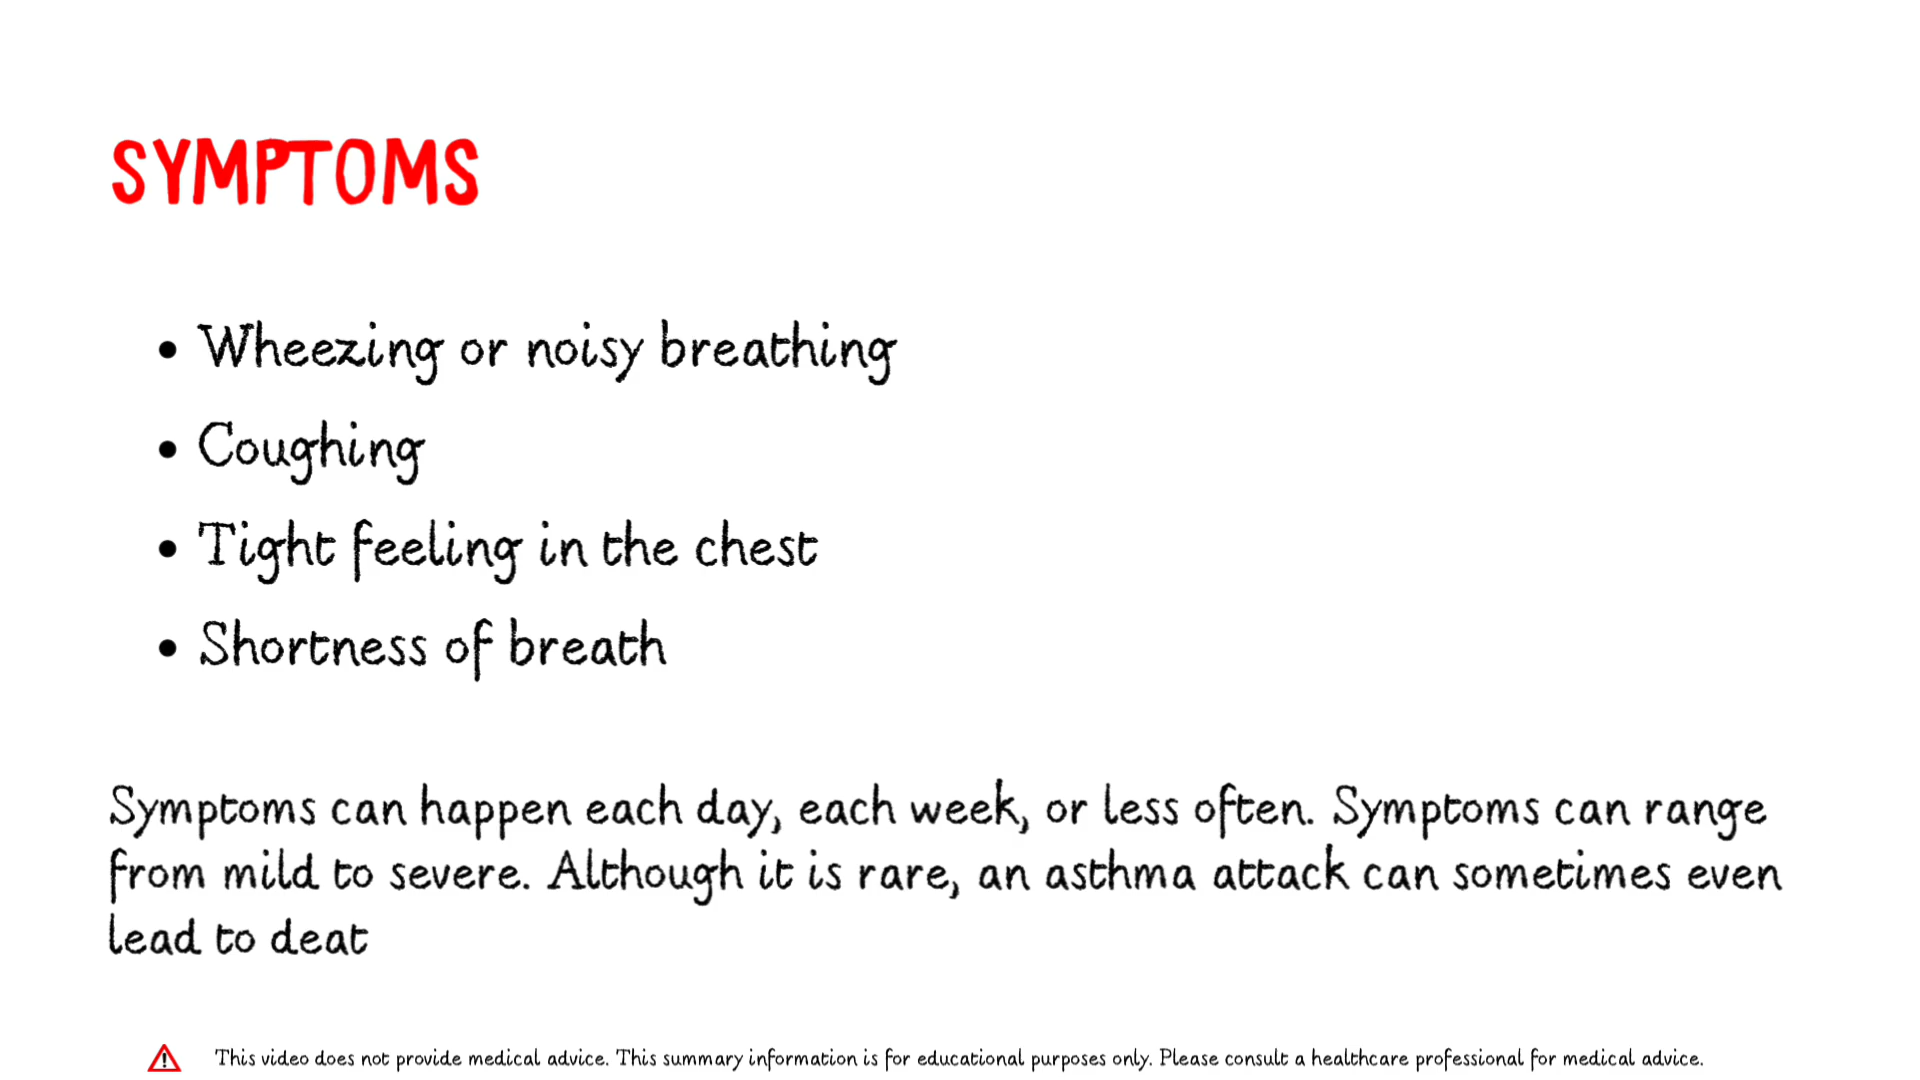 SYMPTOMS
• Wheezing or noisy breathing
• Coughing
• Tight feeling in the chest
• Shortness of breath
Symptoms can happen each day, each week, or less often. Symptoms can range
from mild to severe. Although it is rare, an asthma attack can sometimes even
lead to deat
This video does not provide medical advice. This summary information is for educational purposes only. Please consult a healthcare professional for medical advice.